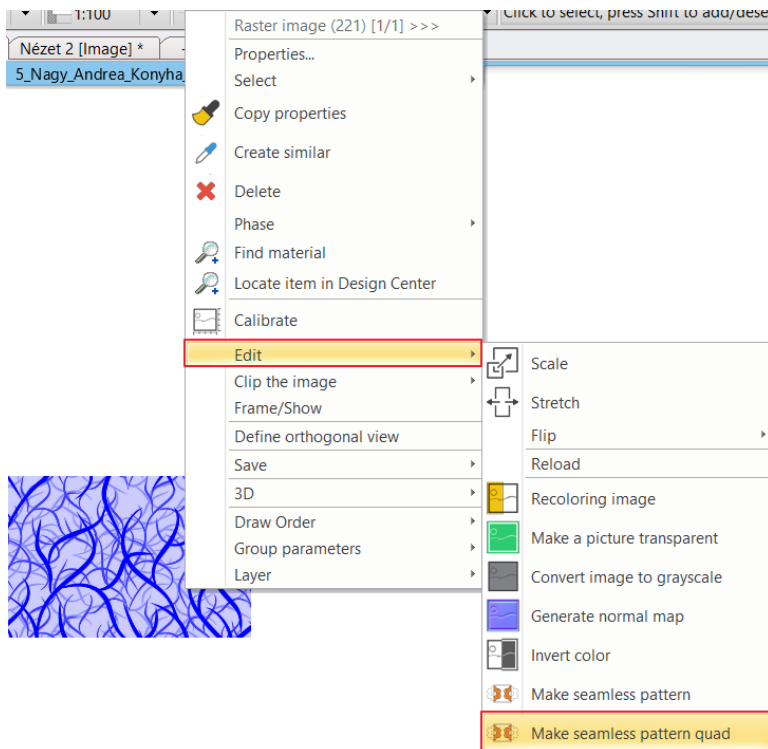 1:100
Click to select, press Shift to add/dese
Raster image (221) [1/1] >>>
Nézet 2 [Image] *
5_Nagy_Andrea_Konyha_
Properties...
Select
Copy properties
Create similar
Delete
Phase
Find material
Locate item in Design Center
Calibrate
Edit
Clip the image
Frame/Show
Define orthogonal view
Save
3D
Draw Order
Group parameters
Layer
Scale
Stretch
Flip
Reload
Recoloring image
Make a picture transparent
Convert image to grayscale
Generate normal map
Invert color
Make seamless pattern
Make seamless pattern quad